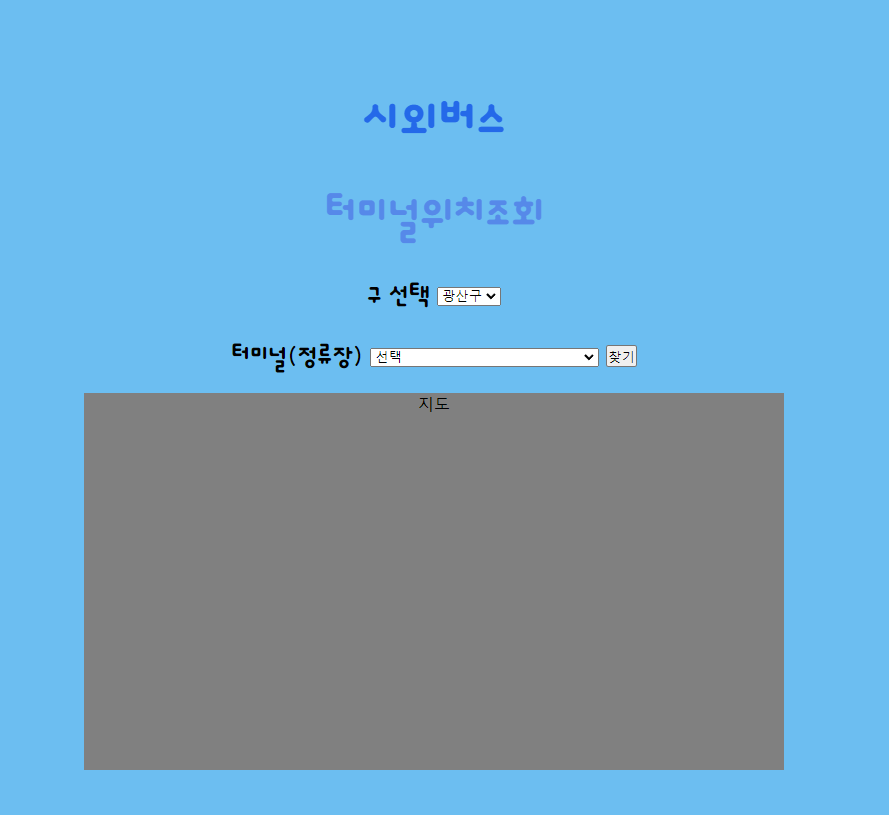 시외버스
터미널위치조회
구 선택 광산구
터미널(정류장) 선택 찾기
지도